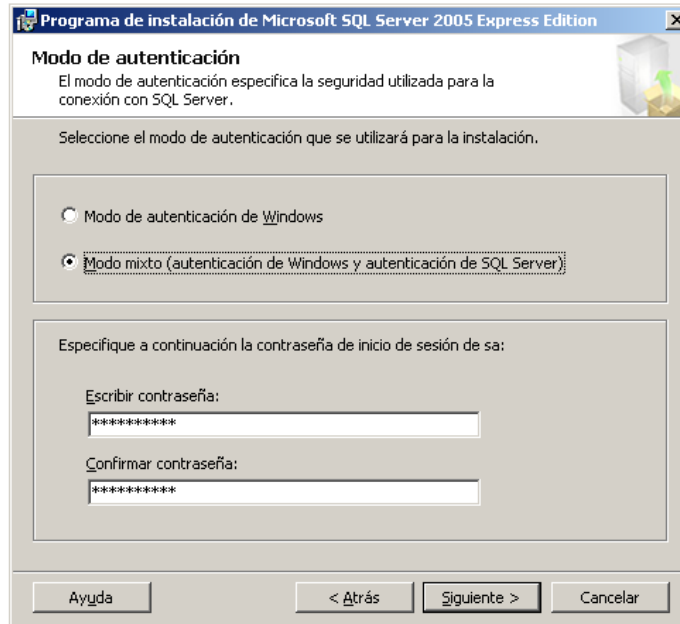 Programa de instalación de Microsoft SQL Server 2005 Express Edition
Modo de autenticación
El modo de autenticación especifica la seguridad utilizada para la
conexión con SQL Server.
Seleccione el modo de autenticación que se utilizará para la instalación.
Modo de autenticación de Windows
Modo mixto (autenticación de Windows y autenticación de SQL Server)
Especifique a continuación la contraseña de inicio de sesión de sa:
Escribir contraseña:
**********
Confirmar contraseña:
**********
Ayuda < Atrás Siguiente > Cancelar